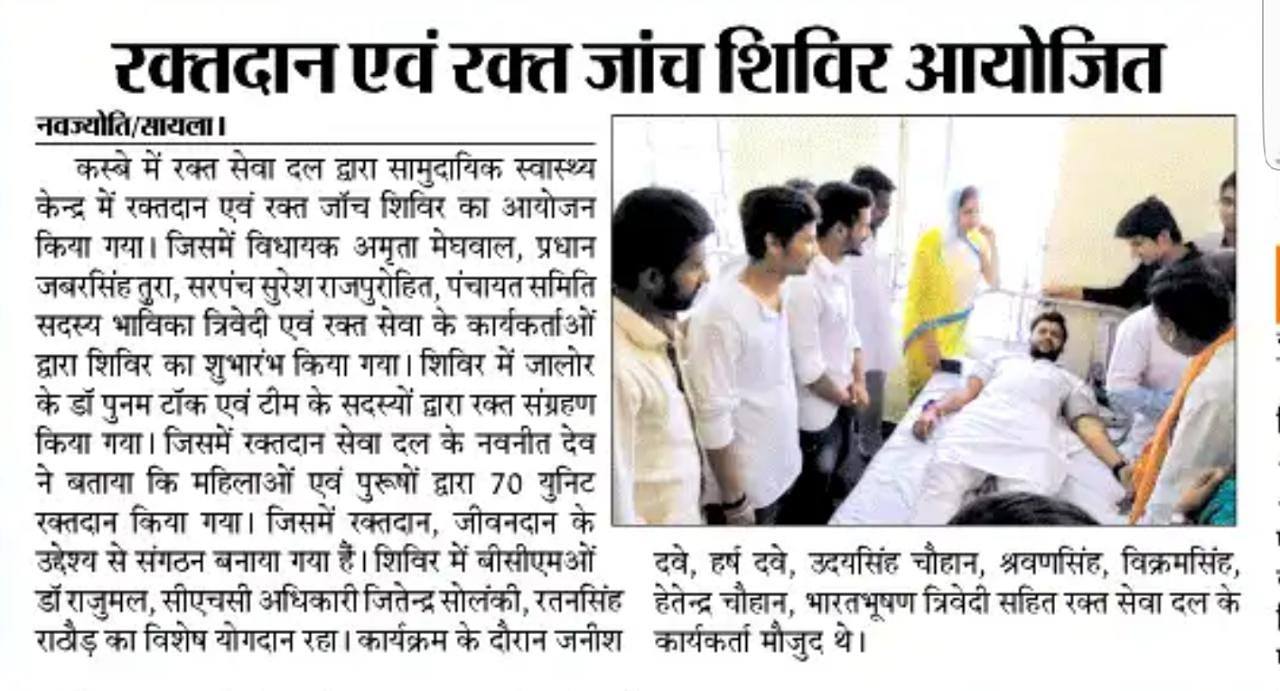 रक्तदान एवं रक्त जांच शिविर आयोजित
नवज्योति/सायला।
कस्बे में रक्त सेवा दल द्वारा सामुदायिक स्वास्थ्य
केन्द्र में रक्तदान एवं रक्त जॉच शिविर का आयोजन
किया गया। जिसमें विधायक अमृता मेघवाल, प्रधान
जबरसिंह तुरा, सरपंच सुरेश राजपुरोहित, पंचायत समिति
सदस्य भाविका त्रिवेदी एवं रक्त सेवा के कार्यकर्ताओं
द्वारा शिविर का शुभारंभ किया गया। शिविर में जालोर
के डॉ पुनम टॉक एवं टीम के सदस्यों द्वारा रक्त संग्रहण
किया गया। जिसमें रक्तदान सेवा दल के नवनीत देव
ने बताया कि महिलाओं एवं पुरूषों द्वारा 70 युनिट
रक्तदान किया गया। जिसमें रक्तदान, जीवनदान के
उद्देश्य से संगठन बनाया गया हैं। शिविर में बीसीएमओं
डॉ राजुमल, सीएचसी अधिकारी जितेन्द्र सोलंकी, रतनसिंह
राठौड़ का विशेष योगदान रहा। कार्यक्रम के दौरान जनीश
दवे, हर्ष दवे, उदयसिंह चौहान, श्रवणसिंह, विक्रमसिंह,
हेतेन्द्र चौहान, भारतभूषण त्रिवेदी सहित रक्त सेवा दल के
कार्यकर्ता मौजुद थे।